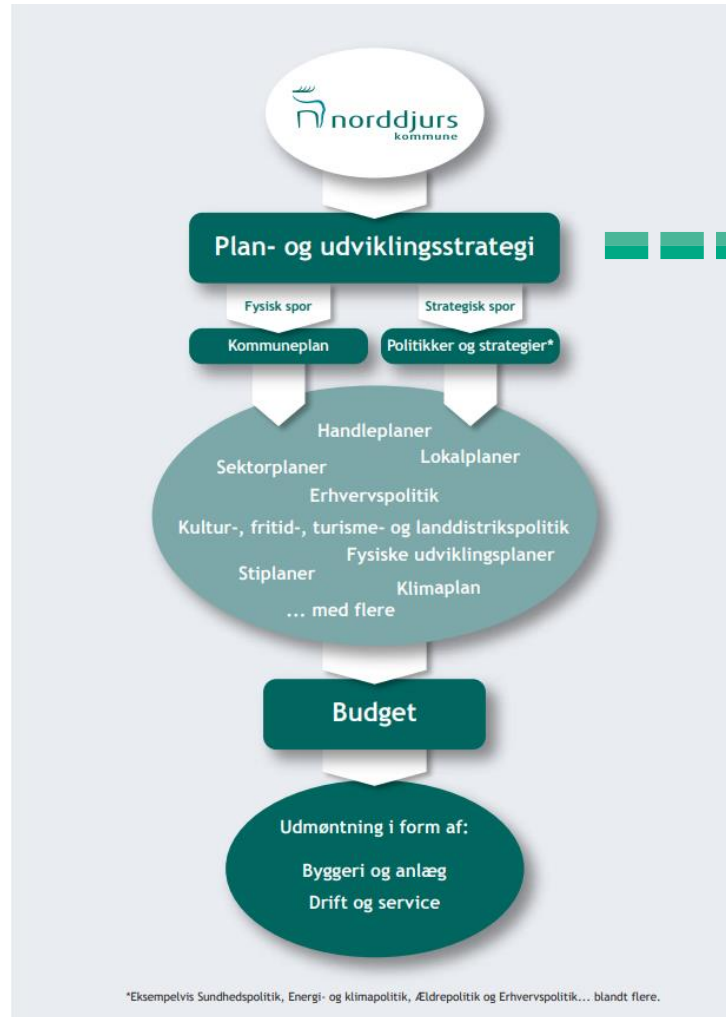 norddjurs
kommune
Plan- og udviklingsstrategi
Fysisk spor
Strategisk spor
Kommuneplan
Politikker og strategier*
Handleplaner
Lokalplaner
Sektorplaner
Erhvervspolitik
Kultur-, fritid-, turisme- og landdistrikspolitik
Fysiske udviklingsplaner
Stiplaner
Klimaplan
... med flere
Budget
Udmøntning i form af:
Byggeri og anlæg
Drift og service
*Eksempelvis Sundhedspolitik, Energi- og klimapolitik, Ældrepolitik og Erhvervspolitik... blandt flere.